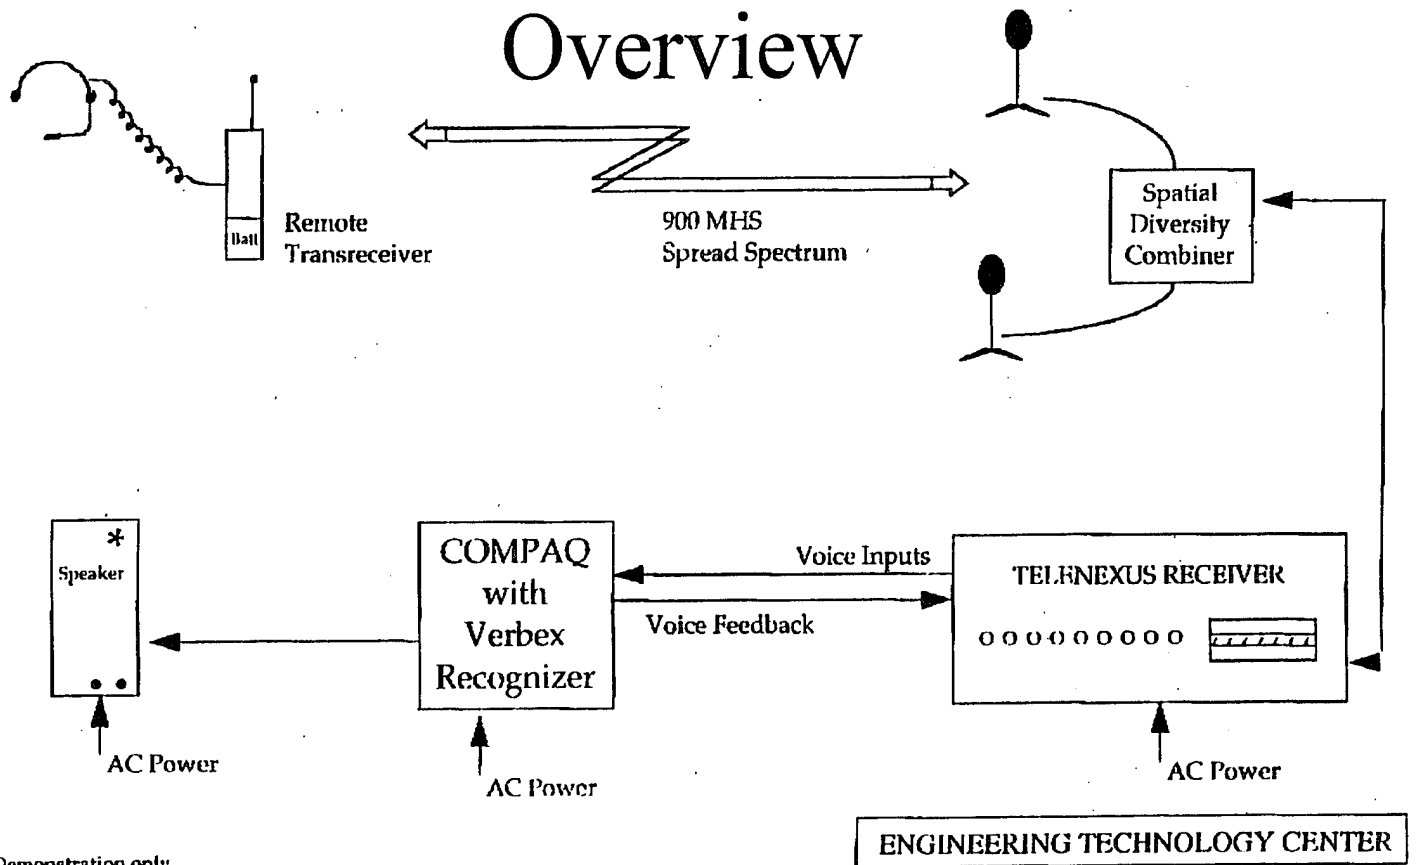 Overview
Remote
Transreceiver
Batt
900 MHS
Spread Spectrum
Spatial
Diversity
Combiner
Speaker
*
COMPAQ
with
Verbex
Recognizer
Voice Inputs
Voice Feedback
TELENEXUS RECEIVER
AC Power
AC Power
AC Power
ENGINEERING TECHNOLOGY CENTER
Demonstration only